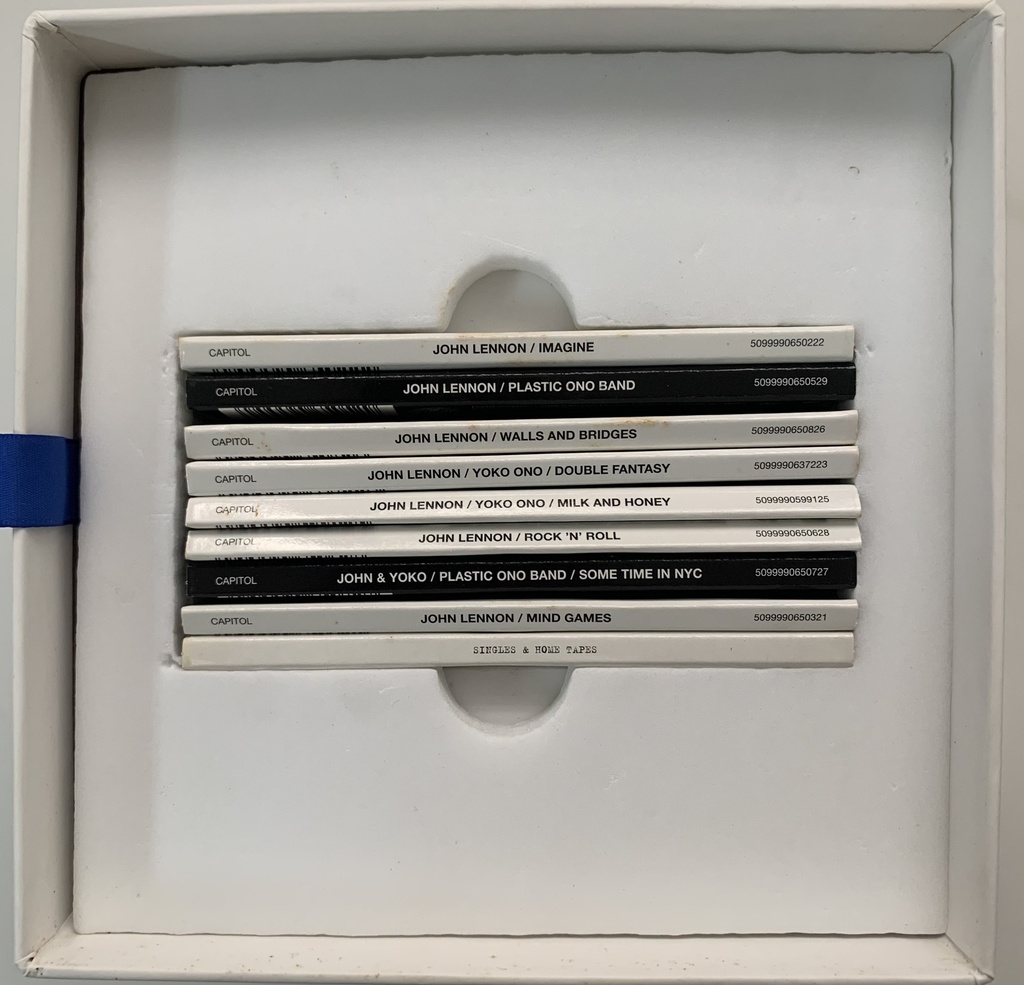 CAPITOL JOHN LENNON / IMAGINE 5099990650222
CAPITOL JOHN LENNON / PLASTIC ONO BAND 5099990650529
CAPITOL JOHN LENNON / WALLS AND BRIDGES 5099990650826
CAPITOL JOHN LENNON / YOKO ONO / DOUBLE FANTASY 5099990637223
CAPITOL JOHN LENNON / YOKO ONO / MILK AND HONEY 5099990599125
CAPITOL JOHN LENNON / ROCK 'N' ROLL 5099990650628
CAPITOL JOHN & YOKO / PLASTIC ONO BAND / SOME TIME IN NYC 5099990650727
CAPITOL JOHN LENNON / MIND GAMES 5099990650321
SINGLES & HOME TAPES